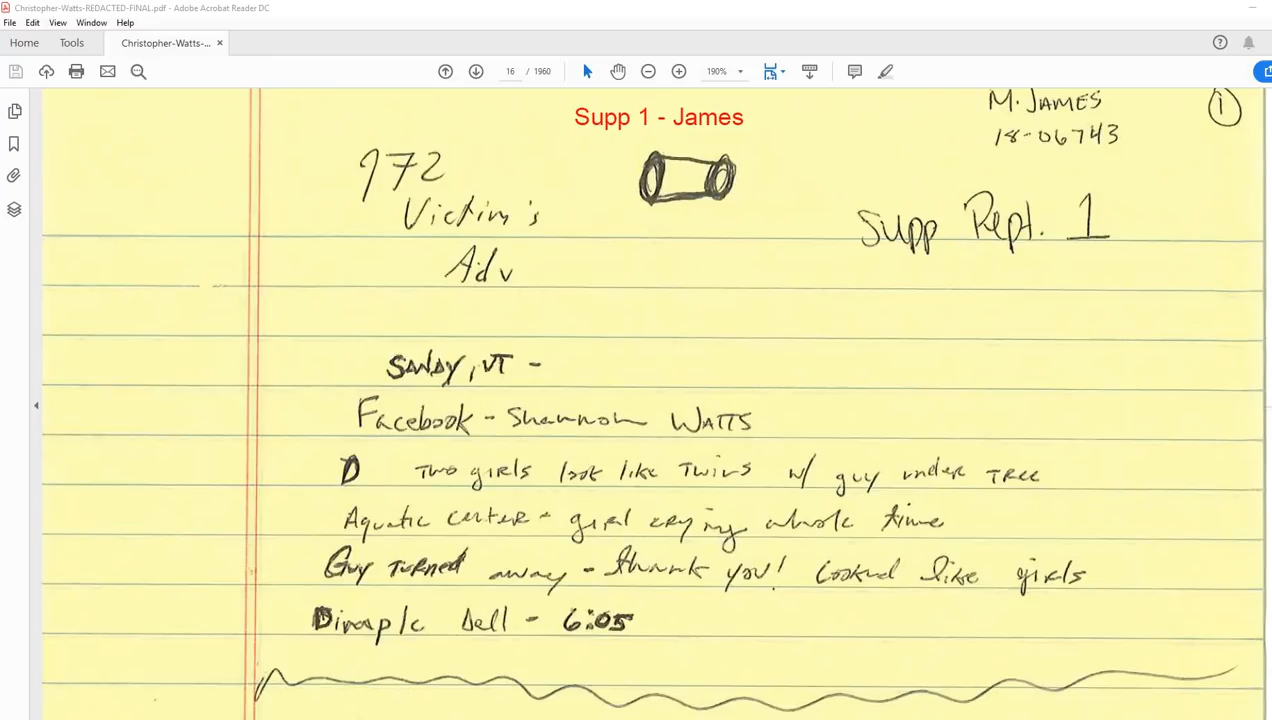 Christopher-Watts-REDACTED-FINAL.pdf - Adobe Acrobat Reader DC
File Edit View Window Help
Home Tools Christopher-Watts-... ×
16 / 1960 190%
Supp 1 - James
M. JAMES
18-06743
1
972
Victim's
Adv
Supp Rept. 1
SANDY, UT -
Facebook - Shannon WATTS
D Two girls look like Twins w/ guy under TREE
Aquatic center - girl crying whole time
Guy TURNED away - thank you! Looked like girls
Dimple Dell - 6:05